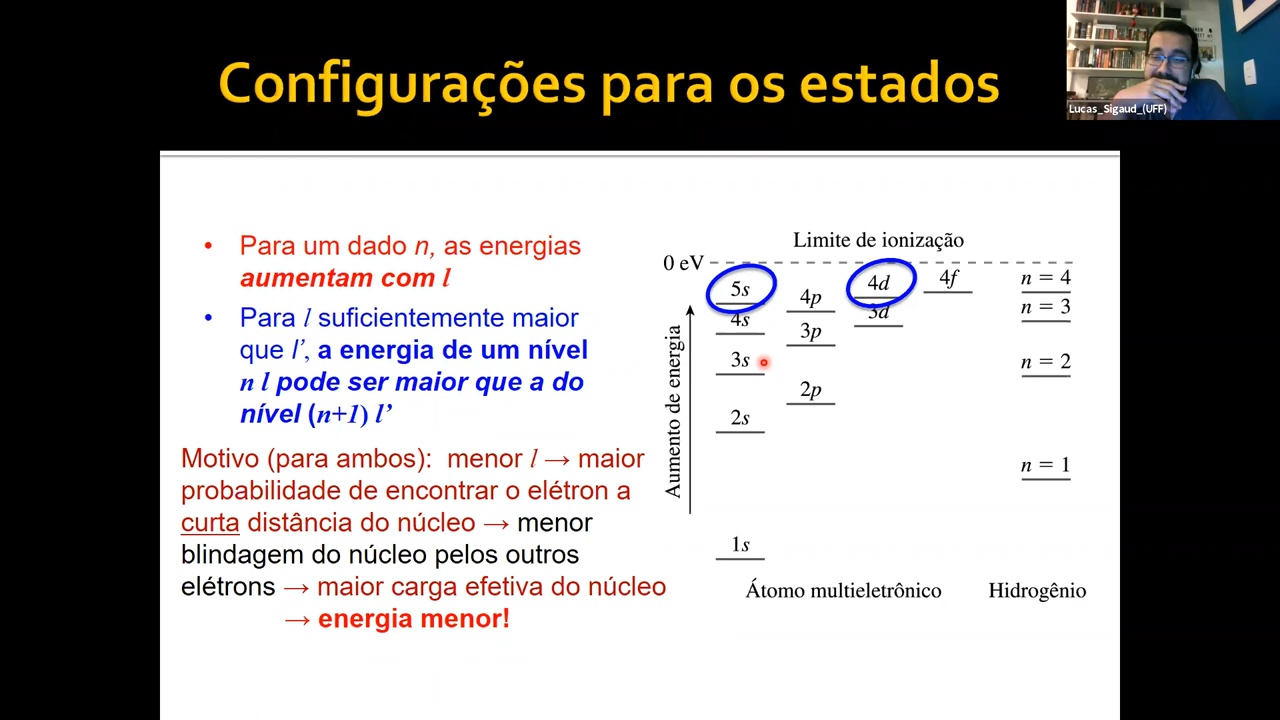 Configurações para os estados
Lucas_Sigaud_(UFF)
• Para um dado n, as energias
aumentam com l
• Para l suficientemente maior
que l’, a energia de um nível
n l pode ser maior que a do
nível (n+1) l’
Motivo (para ambos): menor l → maior
probabilidade de encontrar o elétron a
curta distância do núcleo → menor
blindagem do núcleo pelos outros
elétrons → maior carga efetiva do núcleo
→ energia menor!
Limite de ionização
0 eV
Aumento de energia
5s
4s
3s
2s
1s
4p
3p
2p
4d
3d
4f
n = 4
n = 3
n = 2
n = 1
Átomo multieletrônico
Hidrogênio